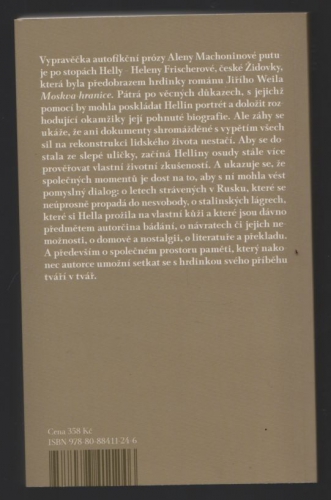 Vypravěčka autofikční prózy Aleny Machoninové putu-
je po stopách Helly – Heleny Frischerové, české Židovky,
která byla předobrazem hrdinky románu Jiřího Weila
Moskva hranice. Pátrá po věcných důkazech, s jejichž
pomocí by mohla poskládat Hellin portrét a doložit roz-
hodující okamžiky její pohnuté biografie. Ale záhy se
ukáže, že ani dokumenty shromážděné s vypětím všech
sil na rekonstrukci lidského života nestačí. Aby se do-
stala ze slepé uličky, začíná Helliny osudy stále více
prověřovat vlastní životní zkušeností. A ukazuje se, že
společných momentů je dost na to, aby s ní mohla vést
pomyslný dialog: o letech strávených v Rusku, které se
neúprosně propadá do nesvobody, o stalinských lágrech,
které si Hella prožila na vlastní kůži a které jsou dávno
předmětem autorčina bádání, o návratech či jejich ne-
možnosti, o domově a nostalgii, o literatuře a překladu.
A především o společném prostoru paměti, který nako-
nec autorce umožní setkat se s hrdinkou svého příběhu
tváří v tvář.
Cena 358 Kč
ISBN 978-80-88411-24-6